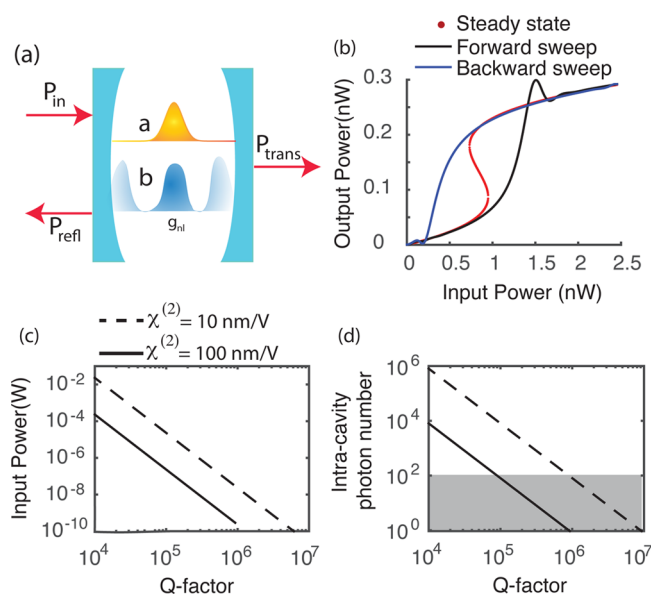 (a)
P_in
a
b
g_nl
P_trans
P_refl
(b)
Steady state
Forward sweep
Backward sweep
Output Power(nW)
0.3
0.2
0.1
0
0 0.5 1 1.5 2 2.5
Input Power (nW)
(c)
χ^(2) = 10 nm/V
χ^(2) = 100 nm/V
Input Power(W)
10^-2
10^-4
10^-6
10^-8
10^-10
10^4 10^5 10^6 10^7
Q-factor
(d)
Intra-cavity
photon number
10^6
10^4
10^2
10^0
10^4 10^5 10^6 10^7
Q-factor